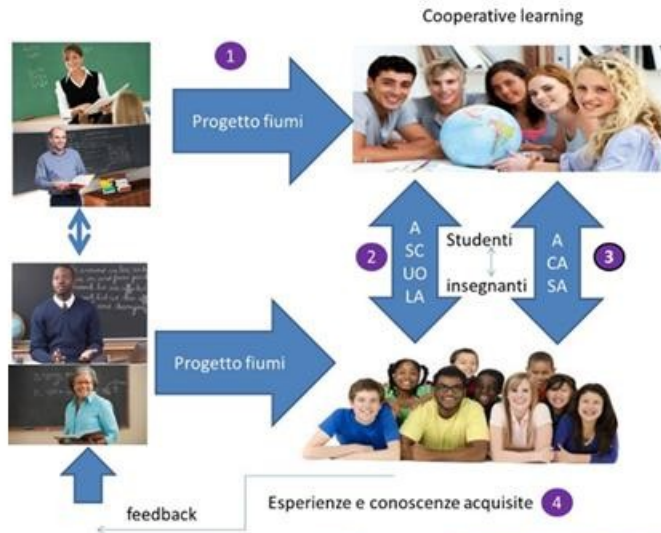 Cooperative learning
1
Progetto fiumi
2
A
SC
UO
LA
Studenti
insegnanti
A
CA
SA
3
Progetto fiumi
Esperienze e conoscenze acquisite 4
feedback